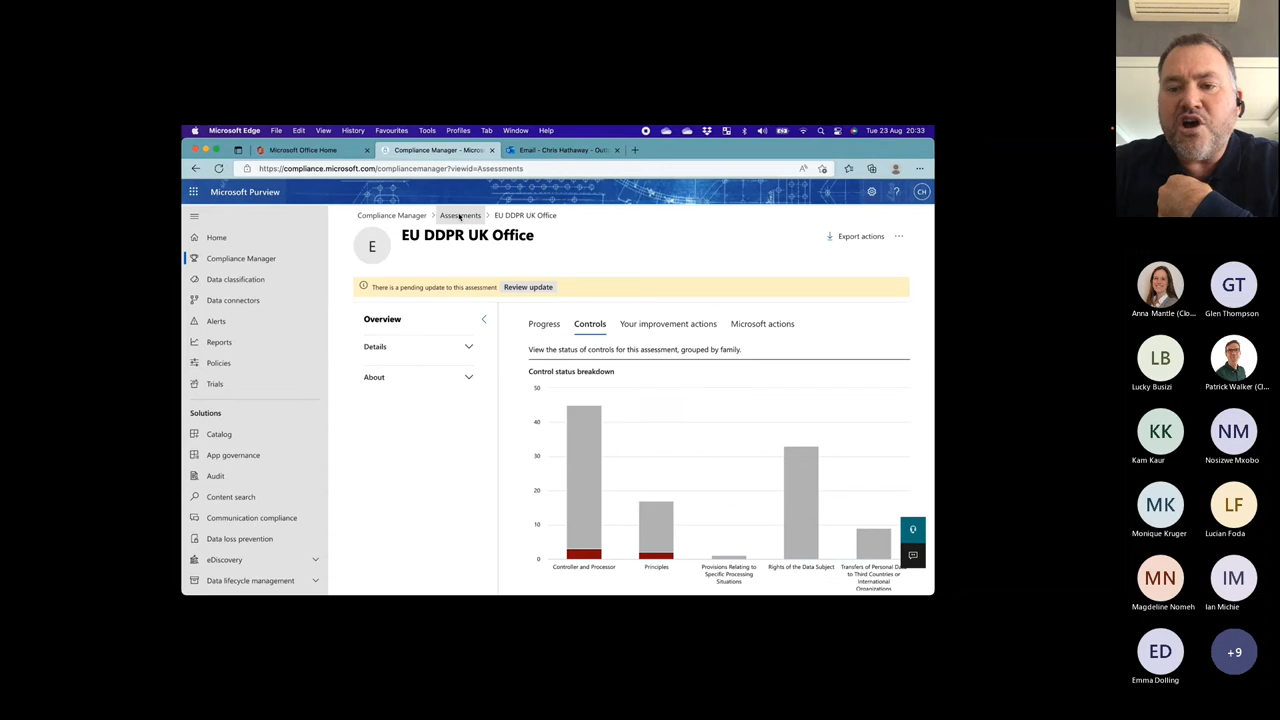 Microsoft Edge File Edit View History Favourites Tools Profiles Tab Window Help Tue 23 Aug 20:33
Microsoft Office Home Compliance Manager - Micros Email - Chris Hathaway - Outl
https://compliance.microsoft.com/compliancemanager?viewid=Assessments
Microsoft Purview CH
Compliance Manager > Assessments > EU DDPR UK Office
E
EU DDPR UK Office
Export actions
There is a pending update to this assessment Review update
Home
Compliance Manager
Data classification
Data connectors
Alerts
Reports
Policies
Trials
Solutions
Catalog
App governance
Audit
Content search
Communication compliance
Data loss prevention
eDiscovery
Data lifecycle management
Overview
Details
About
Progress Controls Your improvement actions Microsoft actions
View the status of controls for this assessment, grouped by family.
Control status breakdown
50
40
30
20
10
0
Controller and Processor
Principles
Provisions Relating to
Specific Processing
Situations
Rights of the Data Subject
Transfers of Personal Da
to Third Countries or
International
Organizations
Anna Mantle (Clo...
GT
Glen Thompson
LB
Lucky Busizi
Patrick Walker (Cl...
KK
Kam Kaur
NM
Nosizwe Mxobo
MK
Monique Kruger
LF
Lucian Foda
MN
Magdeline Nomeh
IM
Ian Michie
ED
Emma Dolling
+9